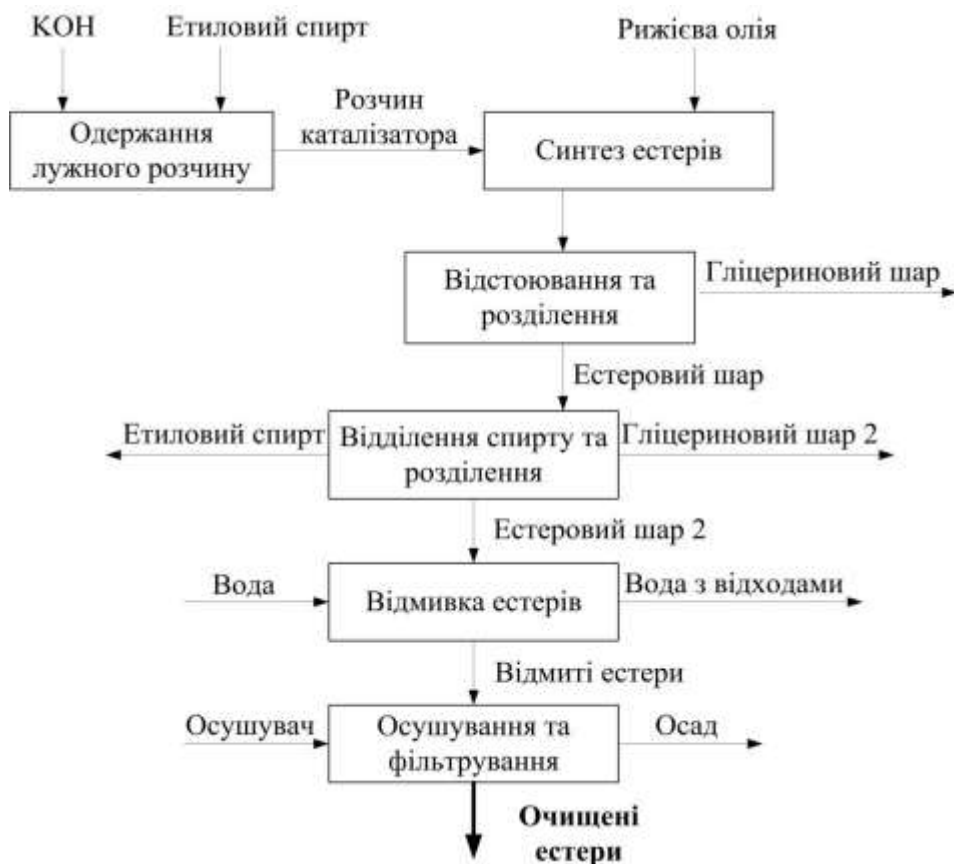 КОН
Етиловий спирт
Рижієва олія
Одержання
лужного розчину
Розчин
каталізатора
Синтез естерів
Відстоювання та
розділення
Гліцериновий шар
Естеровий шар
Етиловий спирт
Відділення спирту та
розділення
Гліцериновий шар 2
Естеровий шар 2
Вода
Відмивка естерів
Вода з відходами
Відмиті естери
Осушувач
Осушування та
фільтрування
Осад
Очищені
естери